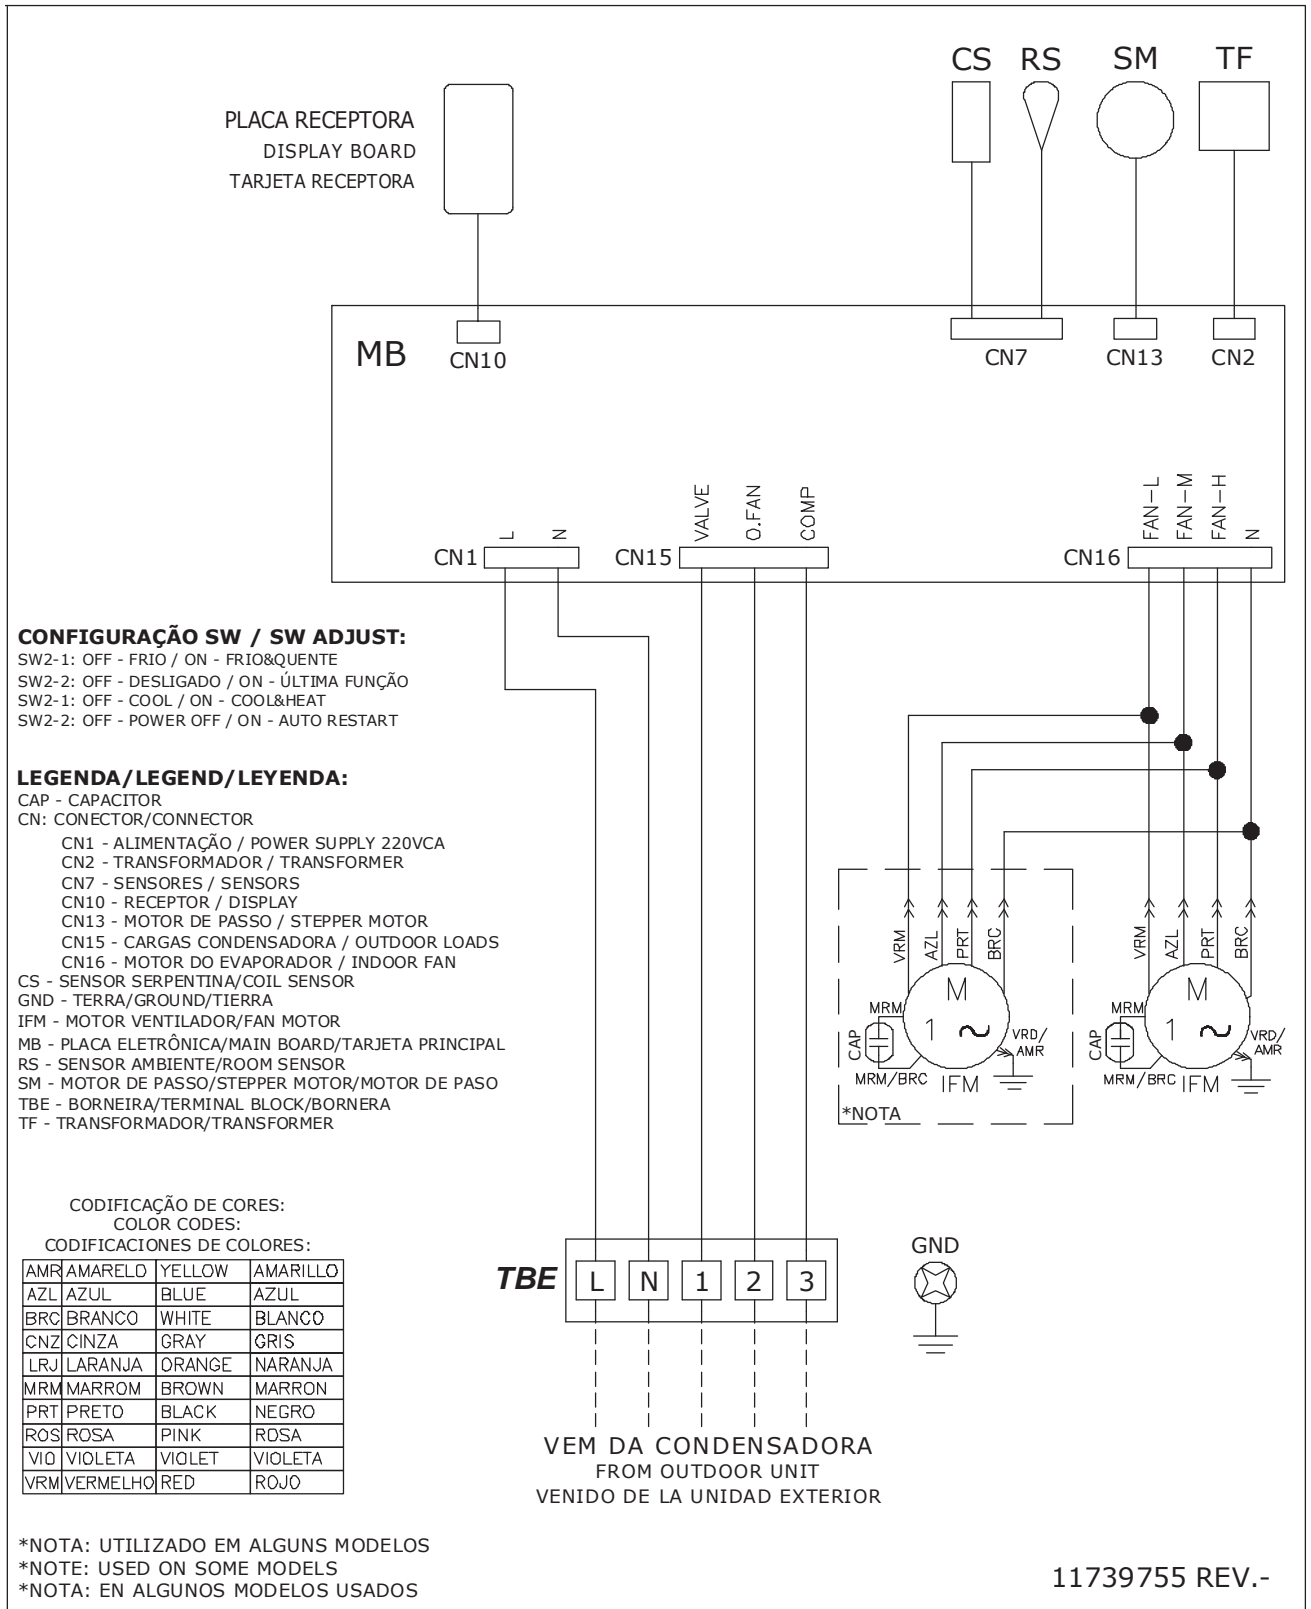 CS RS SM TF
PLACA RECEPTORA
DISPLAY BOARD
TARJETA RECEPTORA
MB
CN10
CN7
CN13
CN2
VALVE
O.FAN
COMP
FAN-L
FAN-M
FAN-H
N
L
N
CN1
CN15
CN16
CONFIGURAÇÃO SW / SW ADJUST:
SW2-1: OFF - FRIO / ON - FRIO&QUENTE
SW2-2: OFF - DESLIGADO / ON - ÚLTIMA FUNÇÃO
SW2-1: OFF - COOL / ON - COOL&HEAT
SW2-2: OFF - POWER OFF / ON - AUTO RESTART
LEGENDA/LEGEND/LEYENDA:
CAP - CAPACITOR
CN: CONECTOR/CONNECTOR
CN1 - ALIMENTAÇÃO / POWER SUPPLY 220VCA
CN2 - TRANSFORMADOR / TRANSFORMER
CN7 - SENSORES / SENSORS
CN10 - RECEPTOR / DISPLAY
CN13 - MOTOR DE PASSO / STEPPER MOTOR
CN15 - CARGAS CONDENSADORA / OUTDOOR LOADS
CN16 - MOTOR DO EVAPORADOR / INDOOR FAN
CS - SENSOR SERPENTINA/COIL SENSOR
GND - TERRA/GROUND/TIERRA
IFM - MOTOR VENTILADOR/FAN MOTOR
MB - PLACA ELETRÔNICA/MAIN BOARD/TARJETA PRINCIPAL
RS - SENSOR AMBIENTE/ROOM SENSOR
SM - MOTOR DE PASSO/STEPPER MOTOR/MOTOR DE PASO
TBE - BORNEIRA/TERMINAL BLOCK/BORNERA
TF - TRANSFORMADOR/TRANSFORMER
VRM AZL PRT BRC
M
1 ~
MRM
CAP
MRM/BRC
IFM
VRD/
AMR
*NOTA
VRM AZL PRT BRC
M
1 ~
MRM
CAP
MRM/BRC
IFM
VRD/
AMR
CODIFICAÇÃO DE CORES:
COLOR CODES:
CODIFICACIONES DE COLORES:
AMR AMARELO YELLOW AMARILLO
AZL AZUL BLUE AZUL
BRC BRANCO WHITE BLANCO
CNZ CINZA GRAY GRIS
LRJ LARANJA ORANGE NARANJA
MRM MARROM BROWN MARRON
PRT PRETO BLACK NEGRO
ROS ROSA PINK ROSA
VIO VIOLETA VIOLET VIOLETA
VRM VERMELHO RED ROJO
TBE L N 1 2 3
GND
VEM DA CONDENSADORA
FROM OUTDOOR UNIT
VENIDO DE LA UNIDAD EXTERIOR
*NOTA: UTILIZADO EM ALGUNS MODELOS
*NOTE: USED ON SOME MODELS
*NOTA: EN ALGUNOS MODELOS USADOS
11739755 REV.-